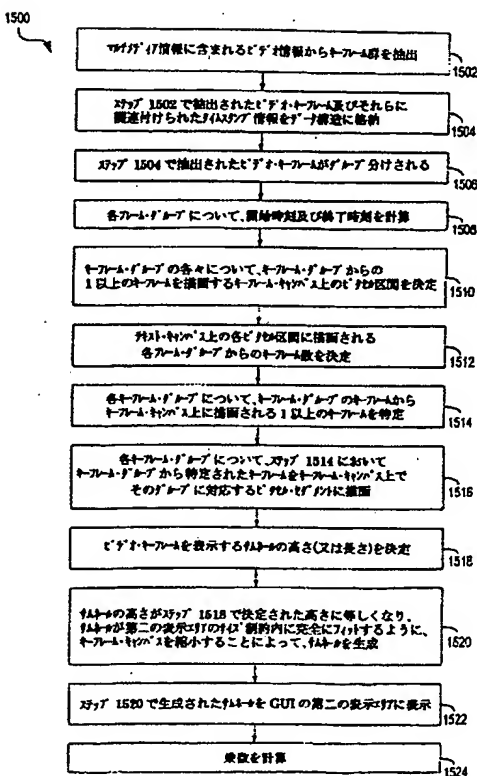 1500
マルチメディア情報に含まれるビデオ情報からキーフレーム群を抽出
1502
ステップ 1502 で抽出されたビデオ・キーフレーム及びそれらに
関連付けられたタイムスタンプ情報をデータ構造に格納
1504
ステップ 1504 で抽出されたビデオ・キーフレームがグループ分けされる
1506
各フレーム・グループについて、開始時刻及び終了時刻を計算
1508
キーフレーム・グループの各々について、キーフレーム・グループからの
1以上のキーフレームを描画するキーフレーム・キャンバス上のピクセル区間を決定
1510
テキスト・キャンバス上の各ピクセル区間に描画される
各フレーム・グループからのキーフレーム数を決定
1512
各キーフレーム・グループについて、キーフレーム・グループのキーフレームから
キーフレーム・キャンバス上に描画される1以上のキーフレームを特定
1514
各キーフレーム・グループについて、ステップ 1514 において
キーフレーム・グループから特定されたキーフレームをキーフレーム・キャンバス上で
そのグループに対応するピクセル・セグメントに描画
1516
ビデオ・キーフレームを表示するサムネールの高さ(又は長さ)を決定
1518
サムネールの高さがステップ 1518 で決定された高さに等しくなり、
サムネールが第二の表示エリアのサイズ制約内に完全にフィットするように、
キーフレーム・キャンバスを縮小することによって、サムネールを生成
1520
ステップ 1520 で生成されたサムネールを GUI の第二の表示エリアに表示
1522
乗数を計算
1524